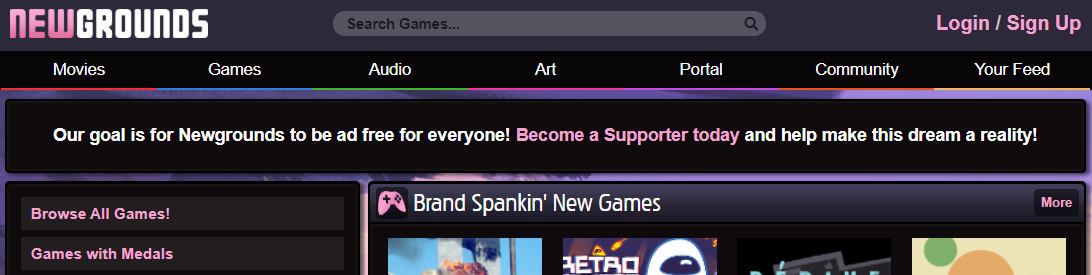 NEWGROUNDS
Search Games...
Login / Sign Up
Movies Games Audio Art Portal Community Your Feed
Our goal is for Newgrounds to be ad free for everyone! Become a Supporter today and help make this dream a reality!
Browse All Games!
Games with Medals
Brand Spankin' New Games
More
RETRO